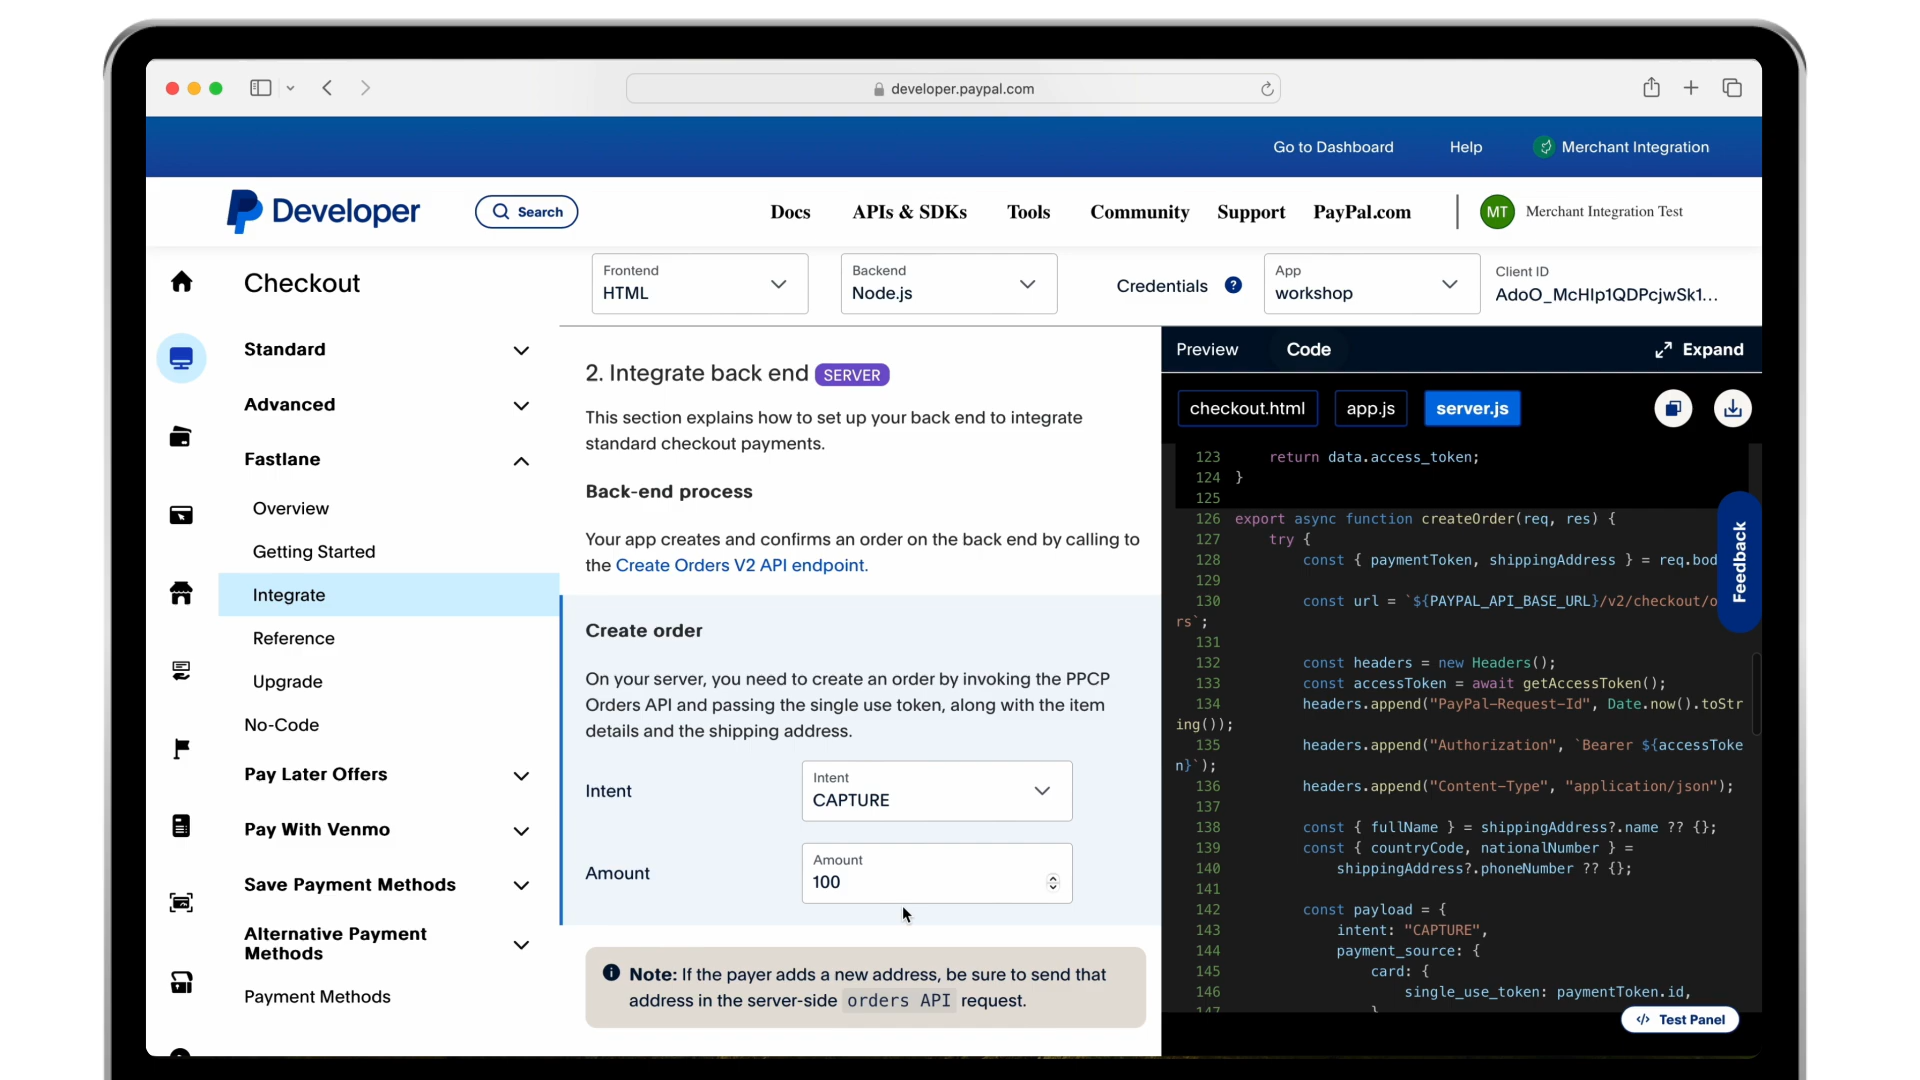 developer.paypal.com
Go to Dashboard
Help
Merchant Integration
Developer
Search
Docs
APIs & SDKs
Tools
Community
Support
PayPal.com
MT
Merchant Integration Test
Checkout
Frontend
HTML
Backend
Node.js
Credentials ?
App
workshop
Client ID
AdoO_McHIp1QDPcjwSk1...
Standard
Advanced
Fastlane
Overview
Getting Started
Integrate
Reference
Upgrade
No-Code
Pay Later Offers
Pay With Venmo
Save Payment Methods
Alternative Payment
Methods
Payment Methods
2. Integrate back end SERVER
This section explains how to set up your back end to integrate
standard checkout payments.
Back-end process
Your app creates and confirms an order on the back end by calling to
the Create Orders V2 API endpoint.
Create order
On your server, you need to create an order by invoking the PPCP
Orders API and passing the single use token, along with the item
details and the shipping address.
Intent
Intent
CAPTURE
Amount
Amount
100
Note: If the payer adds a new address, be sure to send that
address in the server-side orders API request.
Preview
Code
Expand
checkout.html
app.js
server.js
123 return data.access_token;
124 }
125
126 export async function createOrder(req, res) {
127 try {
128 const { paymentToken, shippingAddress } = req.bod
129
130 const url = `${PAYPAL_API_BASE_URL}/v2/checkout/o
rs`;
131
132 const headers = new Headers();
133 const accessToken = await getAccessToken();
134 headers.append("PayPal-Request-Id", Date.now().toStr
ing());
135 headers.append("Authorization", `Bearer ${accessToke
n}`);
136 headers.append("Content-Type", "application/json");
137
138 const { fullName } = shippingAddress?.name ?? {};
139 const { countryCode, nationalNumber } =
140 shippingAddress?.phoneNumber ?? {};
141
142 const payload = {
143 intent: "CAPTURE",
144 payment_source: {
145 card: {
146 single_use_token: paymentToken.id,
147 }
Feedback
</> Test Panel